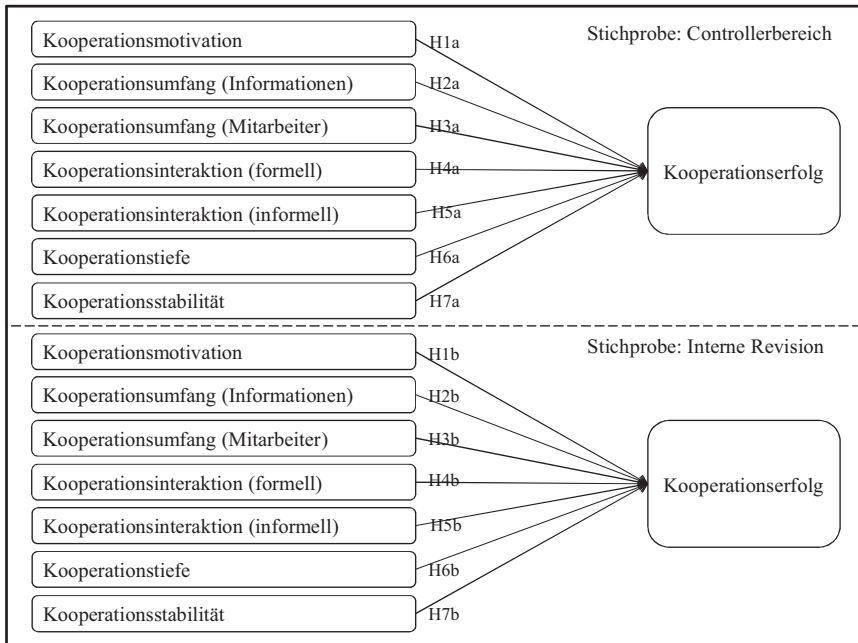 Kooperationsmotivation
H1a
Stichprobe: Controllerbereich
Kooperationsumfang (Informationen)
H2a
Kooperationsumfang (Mitarbeiter)
H3a
Kooperationsinteraktion (formell)
H4a
Kooperationserfolg
Kooperationsinteraktion (informell)
H5a
Kooperationstiefe
H6a
Kooperationsstabilität
H7a
Kooperationsmotivation
H1b
Stichprobe: Interne Revision
Kooperationsumfang (Informationen)
H2b
Kooperationsumfang (Mitarbeiter)
H3b
Kooperationsinteraktion (formell)
H4b
Kooperationserfolg
Kooperationsinteraktion (informell)
H5b
Kooperationstiefe
H6b
Kooperationsstabilität
H7b